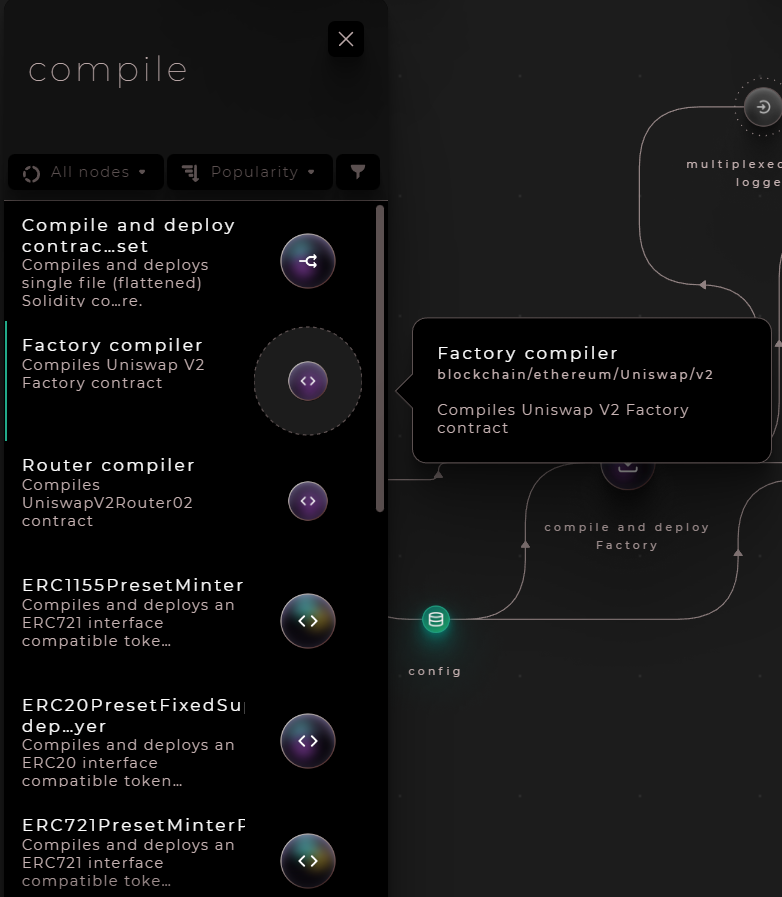 compile
All nodes
Popularity
Compile and deploy
contrac…set
Compiles and deploys
single file (flattened)
Solidity co…re.
Factory compiler
Compiles Uniswap V2
Factory contract
Router compiler
Compiles
UniswapV2Router02
contract
ERC1155PresetMinter
Compiles and deploys an
ERC721 interface
compatible toke…
ERC20PresetFixedSu
dep…yer
Compiles and deploys an
ERC20 interface
compatible token…
ERC721PresetMinterP
Compiles and deploys an
ERC721 interface
compatible toke…
multiplexed
logge
Factory compiler
blockchain/ethereum/Uniswap/v2
Compiles Uniswap V2 Factory
contract
compile and deploy
Factory
config